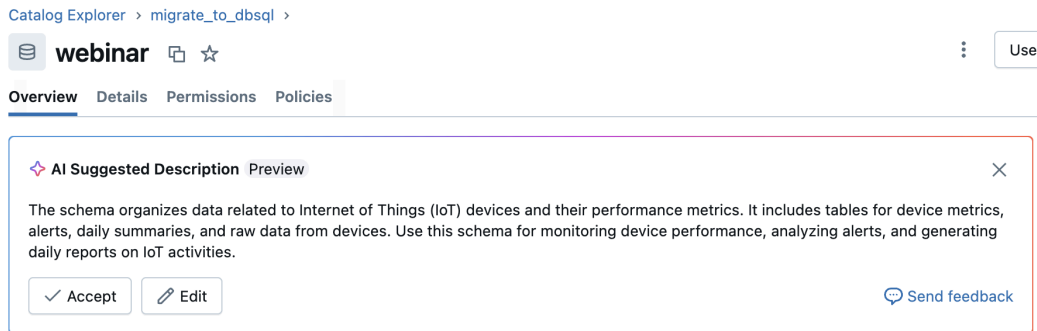 Catalog Explorer > migrate_to_dbsql >
webinar
Use
Overview Details Permissions Policies
AI Suggested Description Preview
The schema organizes data related to Internet of Things (IoT) devices and their performance metrics. It includes tables for device metrics,
alerts, daily summaries, and raw data from devices. Use this schema for monitoring device performance, analyzing alerts, and generating
daily reports on IoT activities.
Accept Edit Send feedback